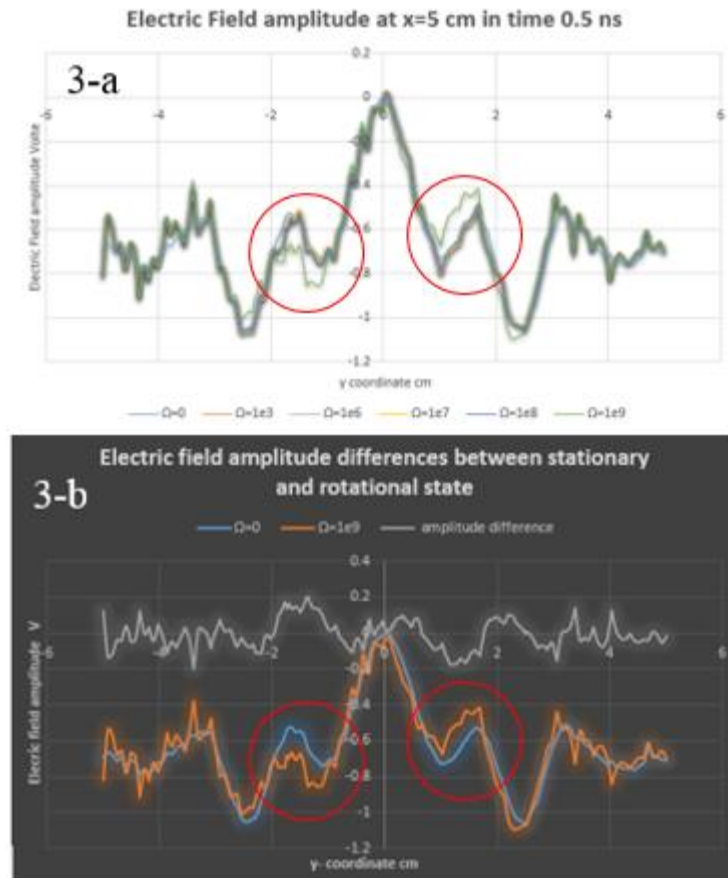 Electric Field amplitude at x=5 cm in time 0.5 ns
3-a
0.2
0
-6
-4
-2
0
2
4
6
-0.4
-0.6
-0.8
-1
-1.2
Electric Field amplitude Volte
y coordinate cm
Ω=0 Ω=1e3 Ω=1e6 Ω=1e7 Ω=1e8 Ω=1e9
Electric field amplitude differences between stationary
and rotational state
3-b
Ω=0 Ω=1e9 amplitude difference
0.4
0.2
0
2
4
6
-0.2
-0.4
-0.6
-0.8
-1
-1.2
Elecric field amplitude V
y- coordinate cm